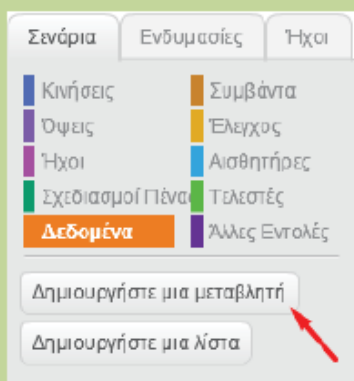 Σενάρια Ενδυμασίες Ήχοι
Κινήσεις Συμβάντα
Όψεις Έλεγχος
Ήχοι Αισθητήρες
Σχεδιασμοί Πένας Τελεστές
Δεδομένα Άλλες Εντολές
Δημιουργήστε μια μεταβλητή
Δημιουργήστε μια λίστα